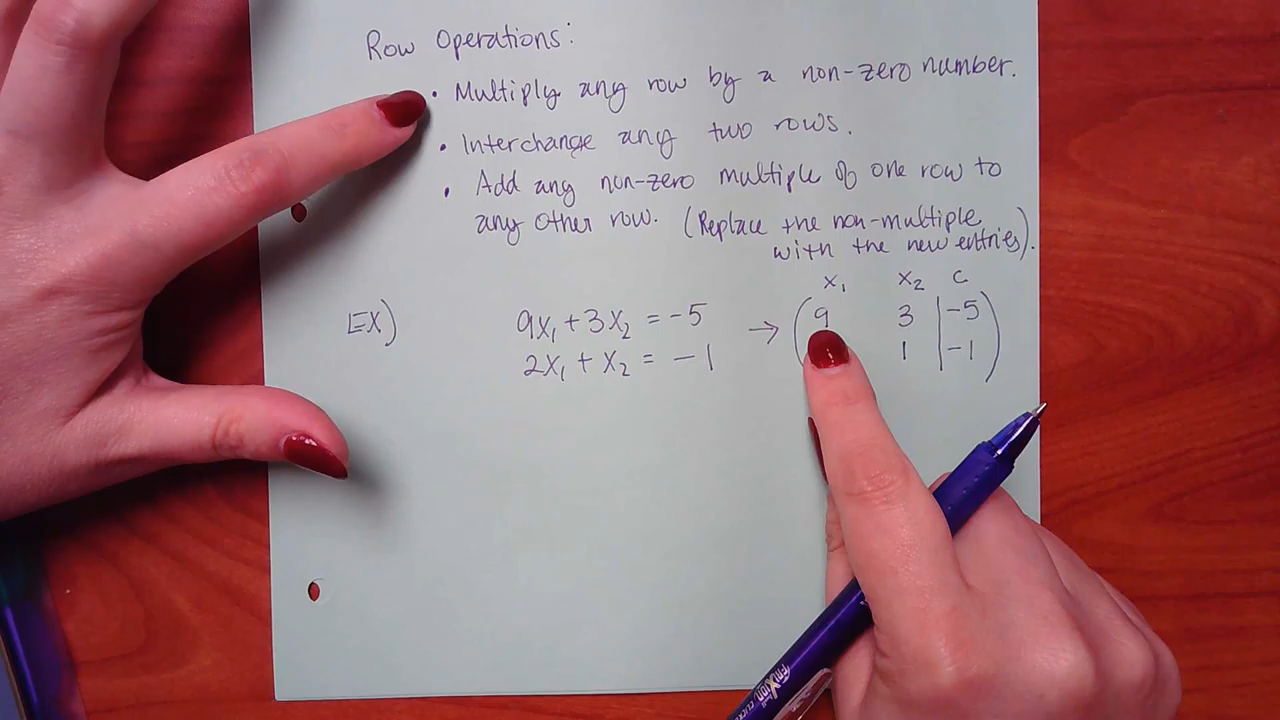 Row Operations:
• Multiply any row by a non-zero number.
• Interchange any two rows.
• Add any non-zero multiple of one row to
any other row. (Replace the non-multiple
with the new entries).
x₁ x₂ c
EX) 9x₁ + 3x₂ = -5 → ( 9 3 | -5 )
2x₁ + x₂ = -1 1 | -1
FriXion CLICKER